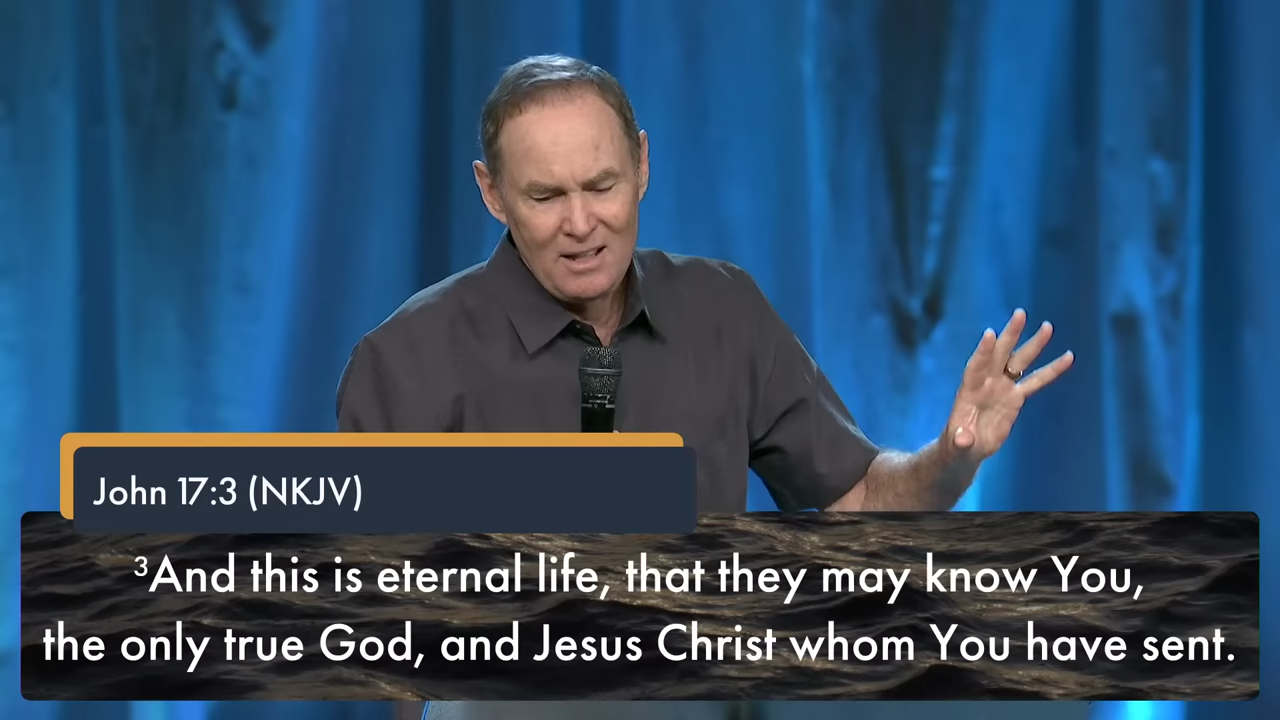 John 17:3 (NKJV)
³And this is eternal life, that they may know You,
the only true God, and Jesus Christ whom You have sent.